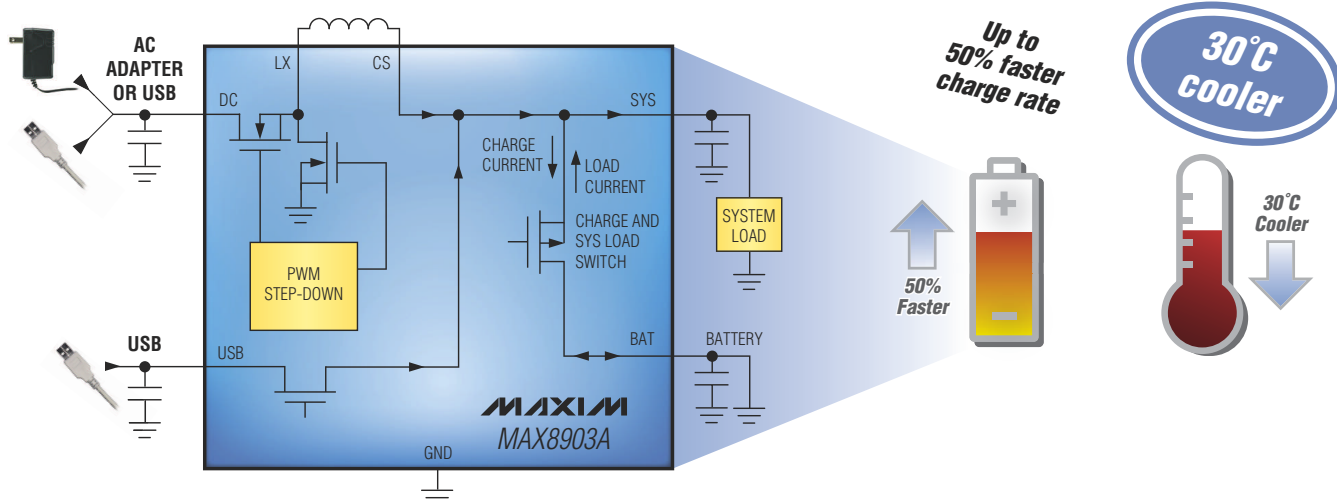 AC
ADAPTER
OR USB
LX
CS
DC
SYS
CHARGE
CURRENT
LOAD
CURRENT
CHARGE AND
SYS LOAD
SWITCH
PWM
STEP-DOWN
SYSTEM
LOAD
USB
USB
BAT
BATTERY
MAXIM
MAX8903A
GND
Up to
50% faster
charge rate
50%
Faster
30°C
cooler
30°C
Cooler